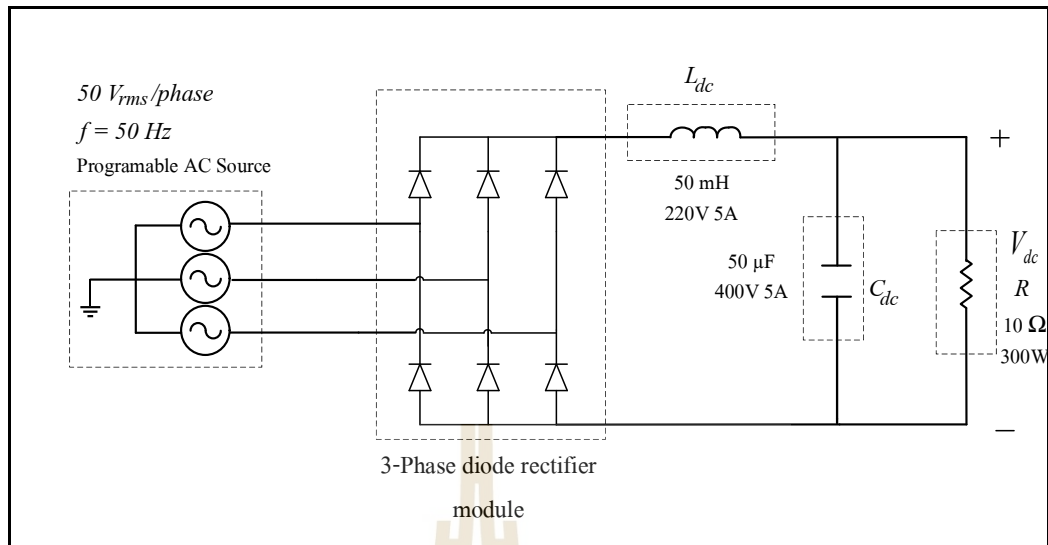 50 Vrms/phase
f = 50 Hz
Programable AC Source
Ldc
50 mH
220V 5A
+
50 µF
400V 5A
Cdc
Vdc
R
10 Ω
300W
–
3-Phase diode rectifier
module